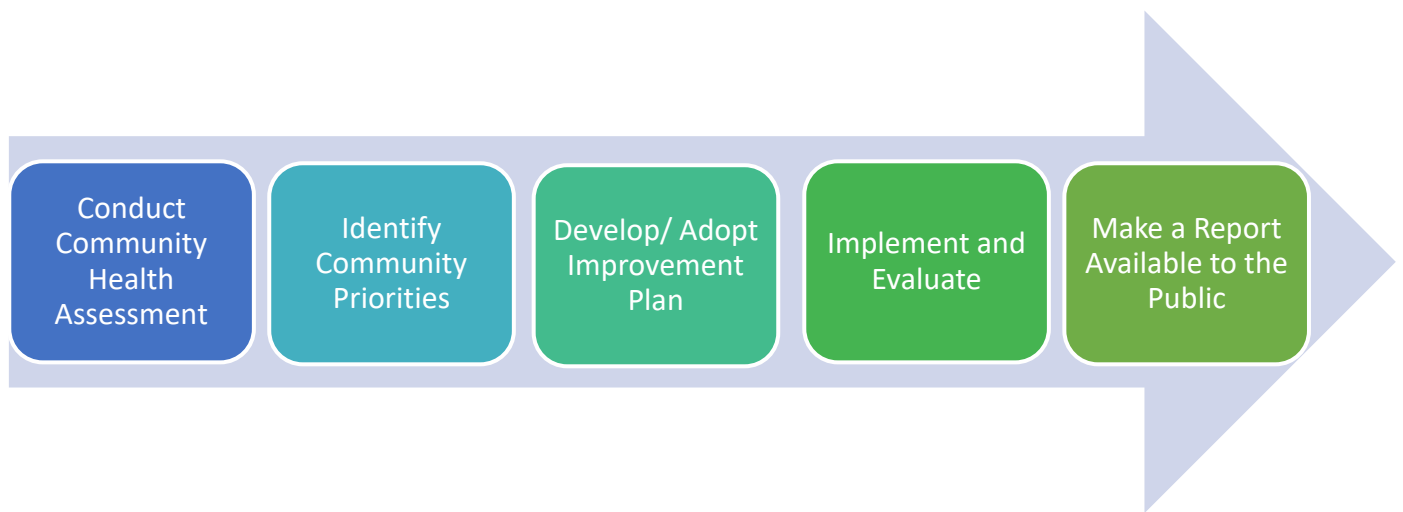 Conduct
Community
Health
Assessment
Identify
Community
Priorities
Develop/ Adopt
Improvement
Plan
Implement and
Evaluate
Make a Report
Available to the
Public